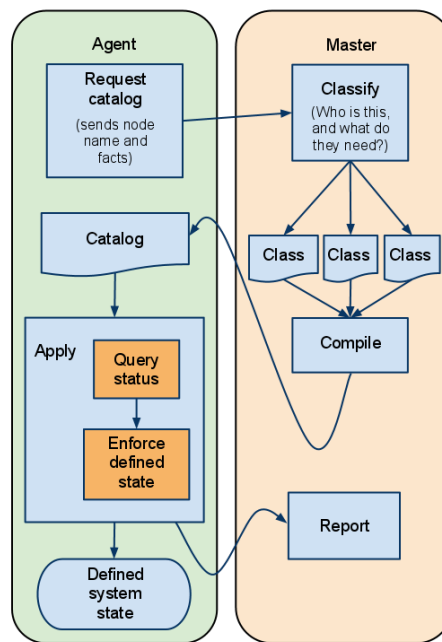 Agent
Request
catalog
(sends node
name and
facts)
Catalog
Apply
Query
status
Enforce
defined
state
Defined
system
state
Master
Classify
(Who is this,
and what do
they need?)
Class
Class
Class
Compile
Report